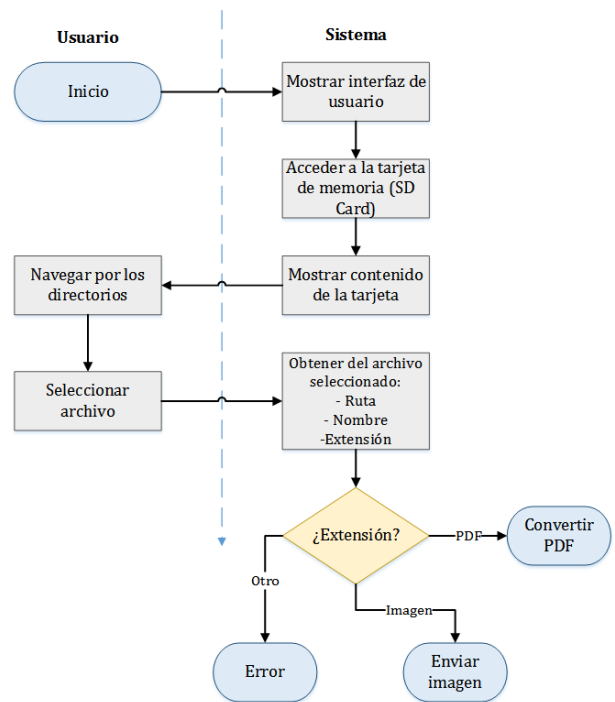 Usuario
Sistema
Inicio
Mostrar interfaz de
usuario
Acceder a la tarjeta
de memoria (SD
Card)
Navegar por los
directorios
Mostrar contenido
de la tarjeta
Seleccionar
archivo
Obtener del archivo
seleccionado:
- Ruta
- Nombre
-Extensión
¿Extensión?
PDF
Convertir
PDF
Otro
Imagen
Error
Enviar
imagen